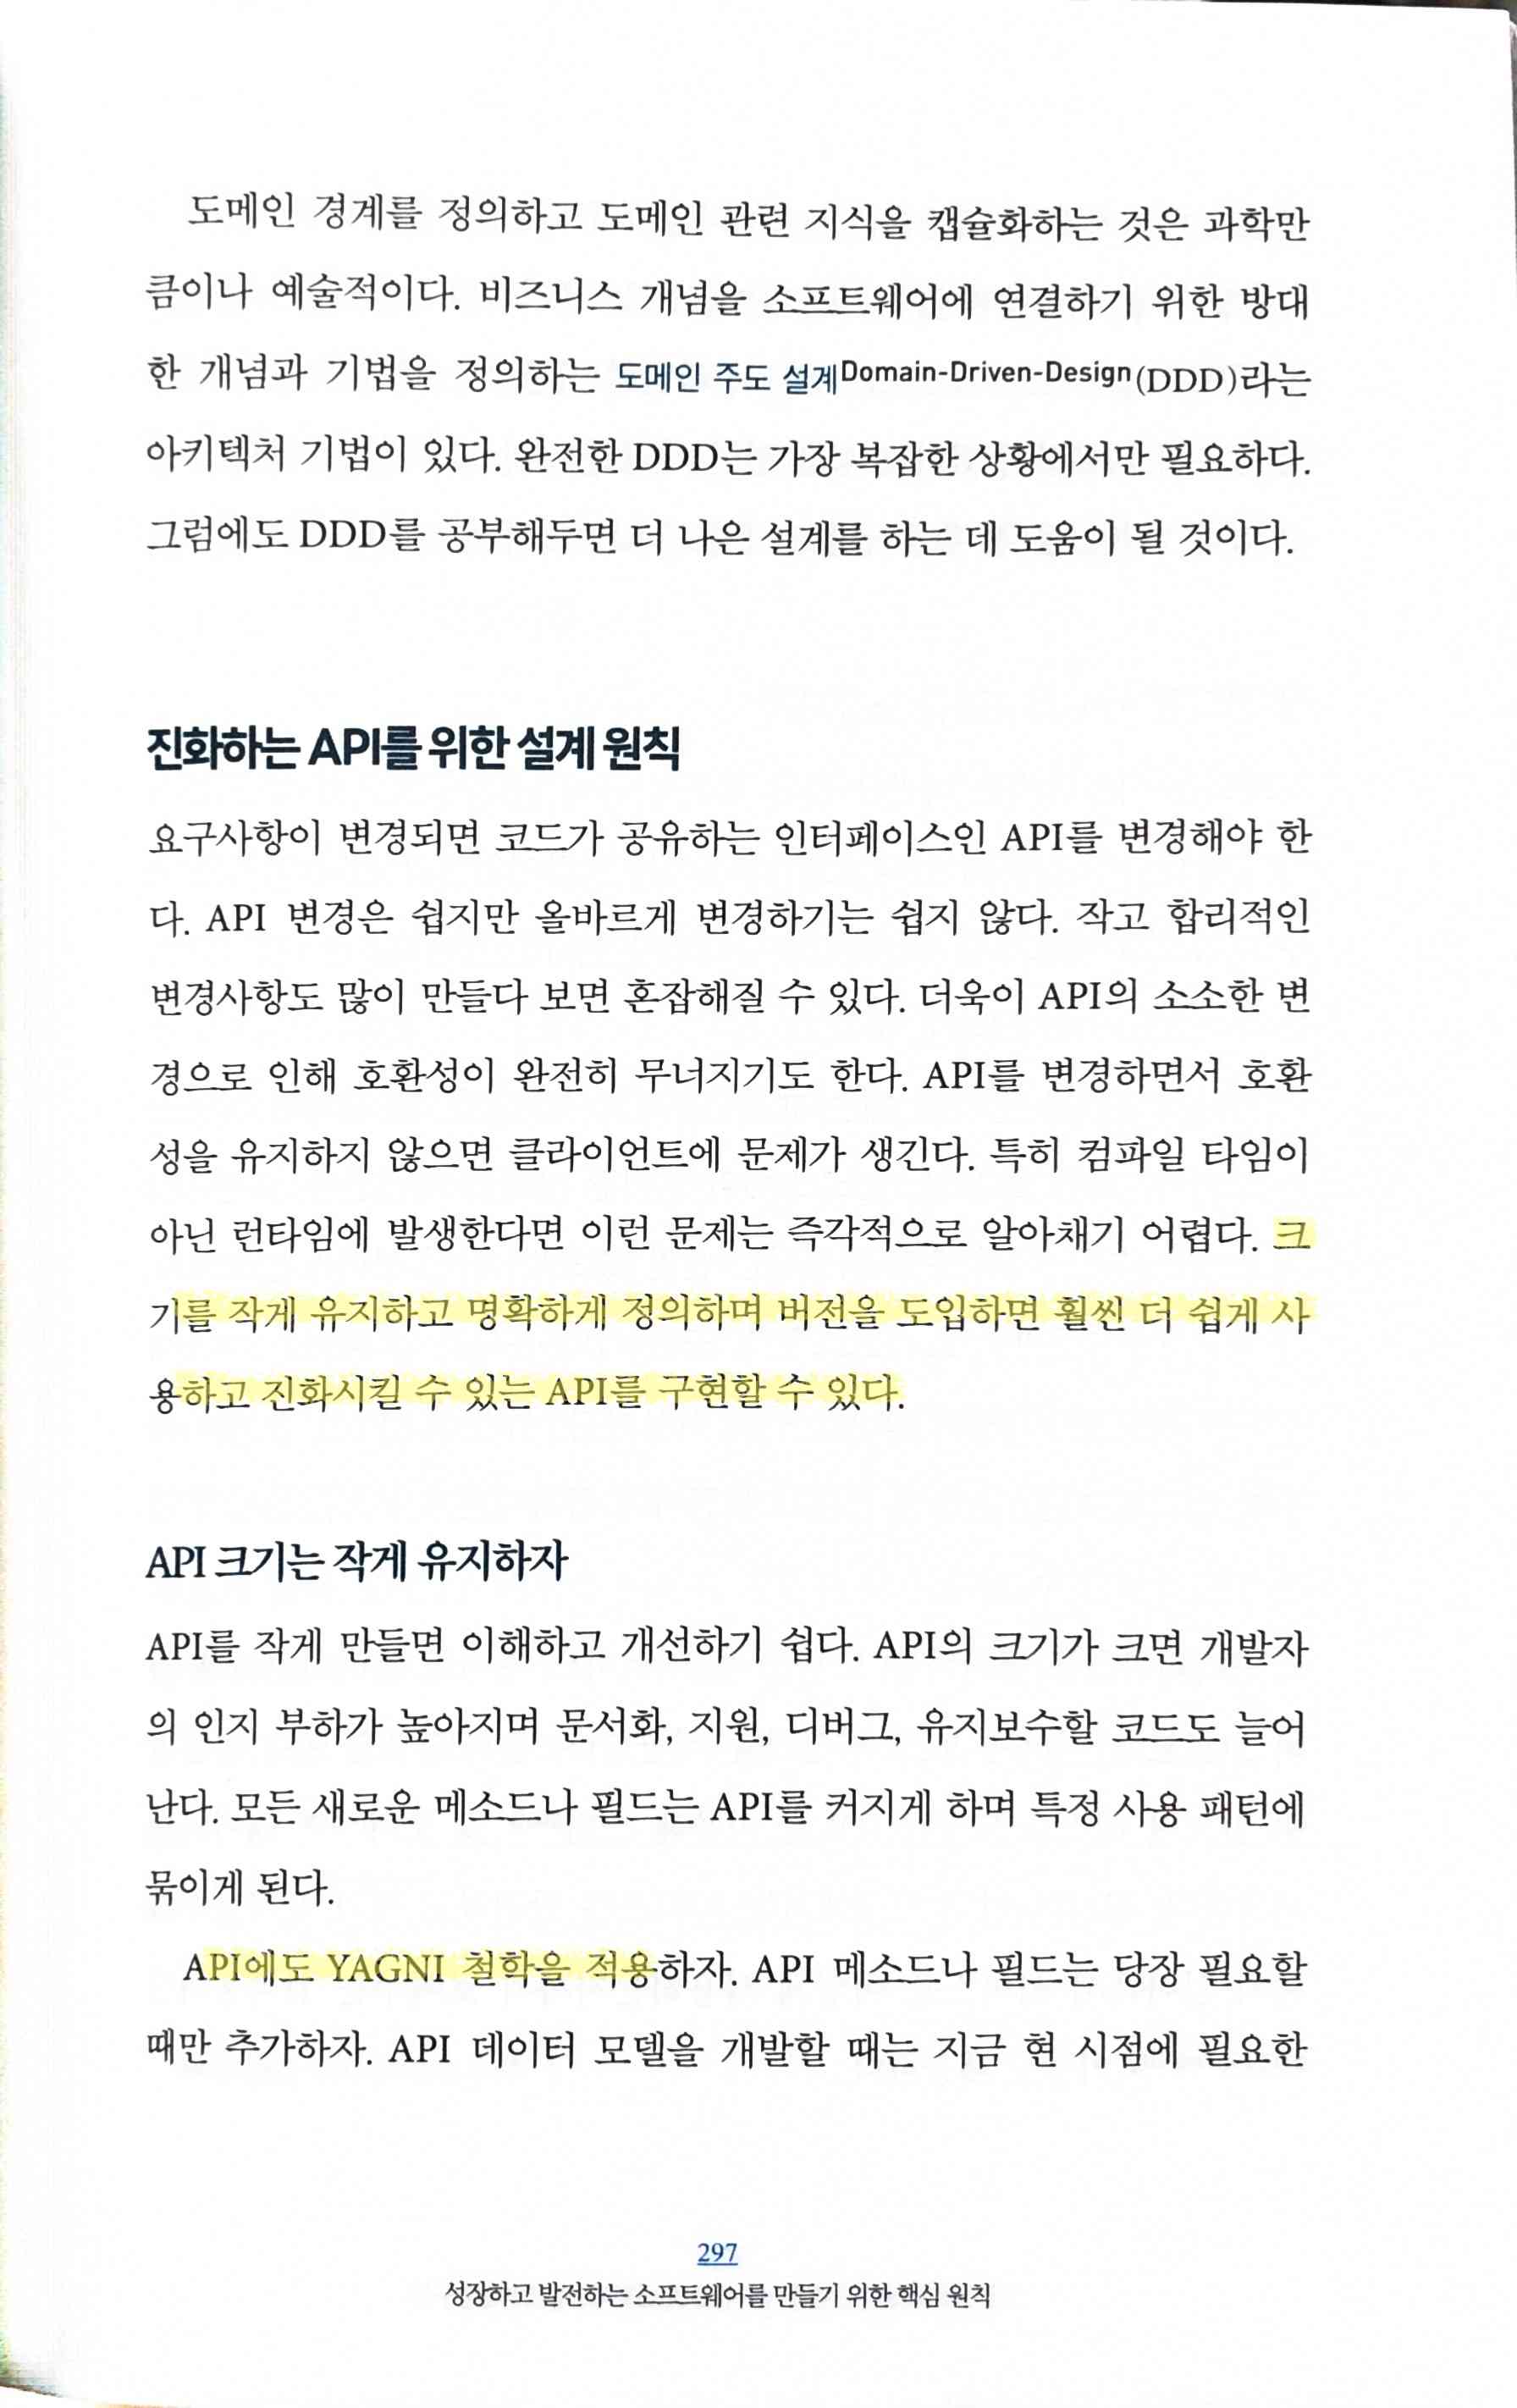 도메인 경계를 정의하고 도메인 관련 지식을 캡슐화하는 것은 과학만
큼이나 예술적이다. 비즈니스 개념을 소프트웨어에 연결하기 위한 방대
한 개념과 기법을 정의하는 도메인 주도 설계Domain-Driven-Design(DDD)라는
아키텍처 기법이 있다. 완전한 DDD는 가장 복잡한 상황에서만 필요하다.
그럼에도 DDD를 공부해두면 더 나은 설계를 하는 데 도움이 될 것이다.
진화하는 API를 위한 설계 원칙
요구사항이 변경되면 코드가 공유하는 인터페이스인 API를 변경해야 한
다. API 변경은 쉽지만 올바르게 변경하기는 쉽지 않다. 작고 합리적인
변경사항도 많이 만들다 보면 혼잡해질 수 있다. 더욱이 API의 소소한 변
경으로 인해 호환성이 완전히 무너지기도 한다. API를 변경하면서 호환
성을 유지하지 않으면 클라이언트에 문제가 생긴다. 특히 컴파일 타임이
아닌 런타임에 발생한다면 이런 문제는 즉각적으로 알아채기 어렵다. 크
기를 작게 유지하고 명확하게 정의하며 버전을 도입하면 훨씬 더 쉽게 사
용하고 진화시킬 수 있는 API를 구현할 수 있다.
API 크기는 작게 유지하자
API를 작게 만들면 이해하고 개선하기 쉽다. API의 크기가 크면 개발자
의 인지 부하가 높아지며 문서화, 지원, 디버그, 유지보수할 코드도 늘어
난다. 모든 새로운 메소드나 필드는 API를 커지게 하며 특정 사용 패턴에
묶이게 된다.
API에도 YAGNI 철학을 적용하자. API 메소드나 필드는 당장 필요할
때만 추가하자. API 데이터 모델을 개발할 때는 지금 현 시점에 필요한
297
성장하고 발전하는 소프트웨어를 만들기 위한 핵심 원칙